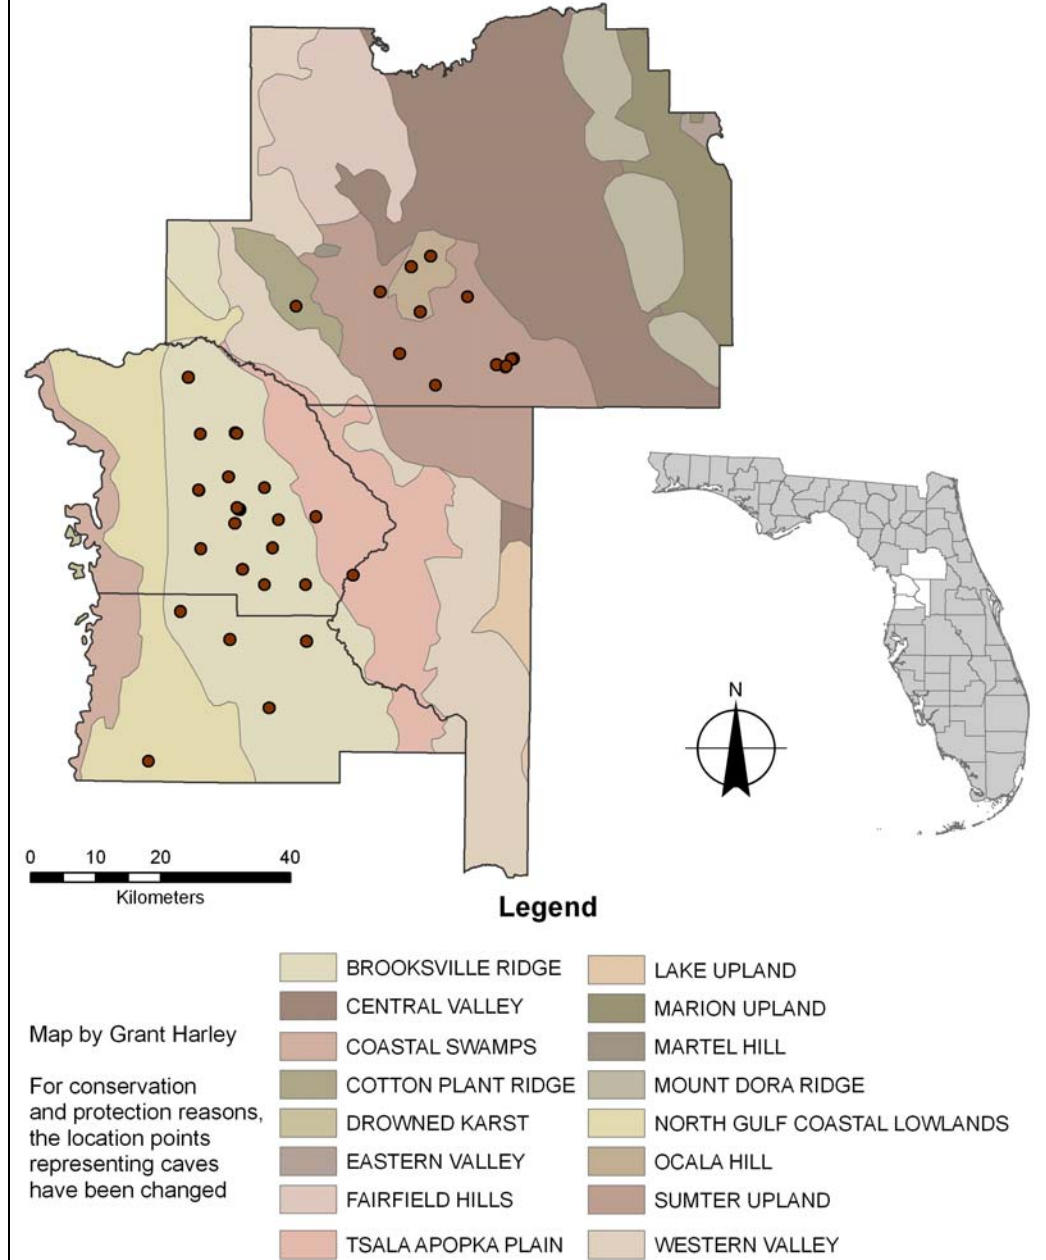 N
0 10 20 40
Kilometers
Legend
Map by Grant Harley
For conservation
and protection reasons,
the location points
representing caves
have been changed
BROOKSVILLE RIDGE
CENTRAL VALLEY
COASTAL SWAMPS
COTTON PLANT RIDGE
DROWNED KARST
EASTERN VALLEY
FAIRFIELD HILLS
TSALA APOPKA PLAIN
LAKE UPLAND
MARION UPLAND
MARTEL HILL
MOUNT DORA RIDGE
NORTH GULF COASTAL LOWLANDS
OCALA HILL
SUMTER UPLAND
WESTERN VALLEY